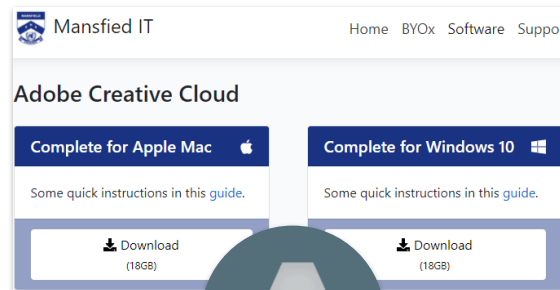 Mansfied IT
Home BYOx Software Suppo
Adobe Creative Cloud
Complete for Apple Mac
Some quick instructions in this guide.
Download
(18GB)
Complete for Windows 10
Some quick instructions in this guide.
Download
(18GB)